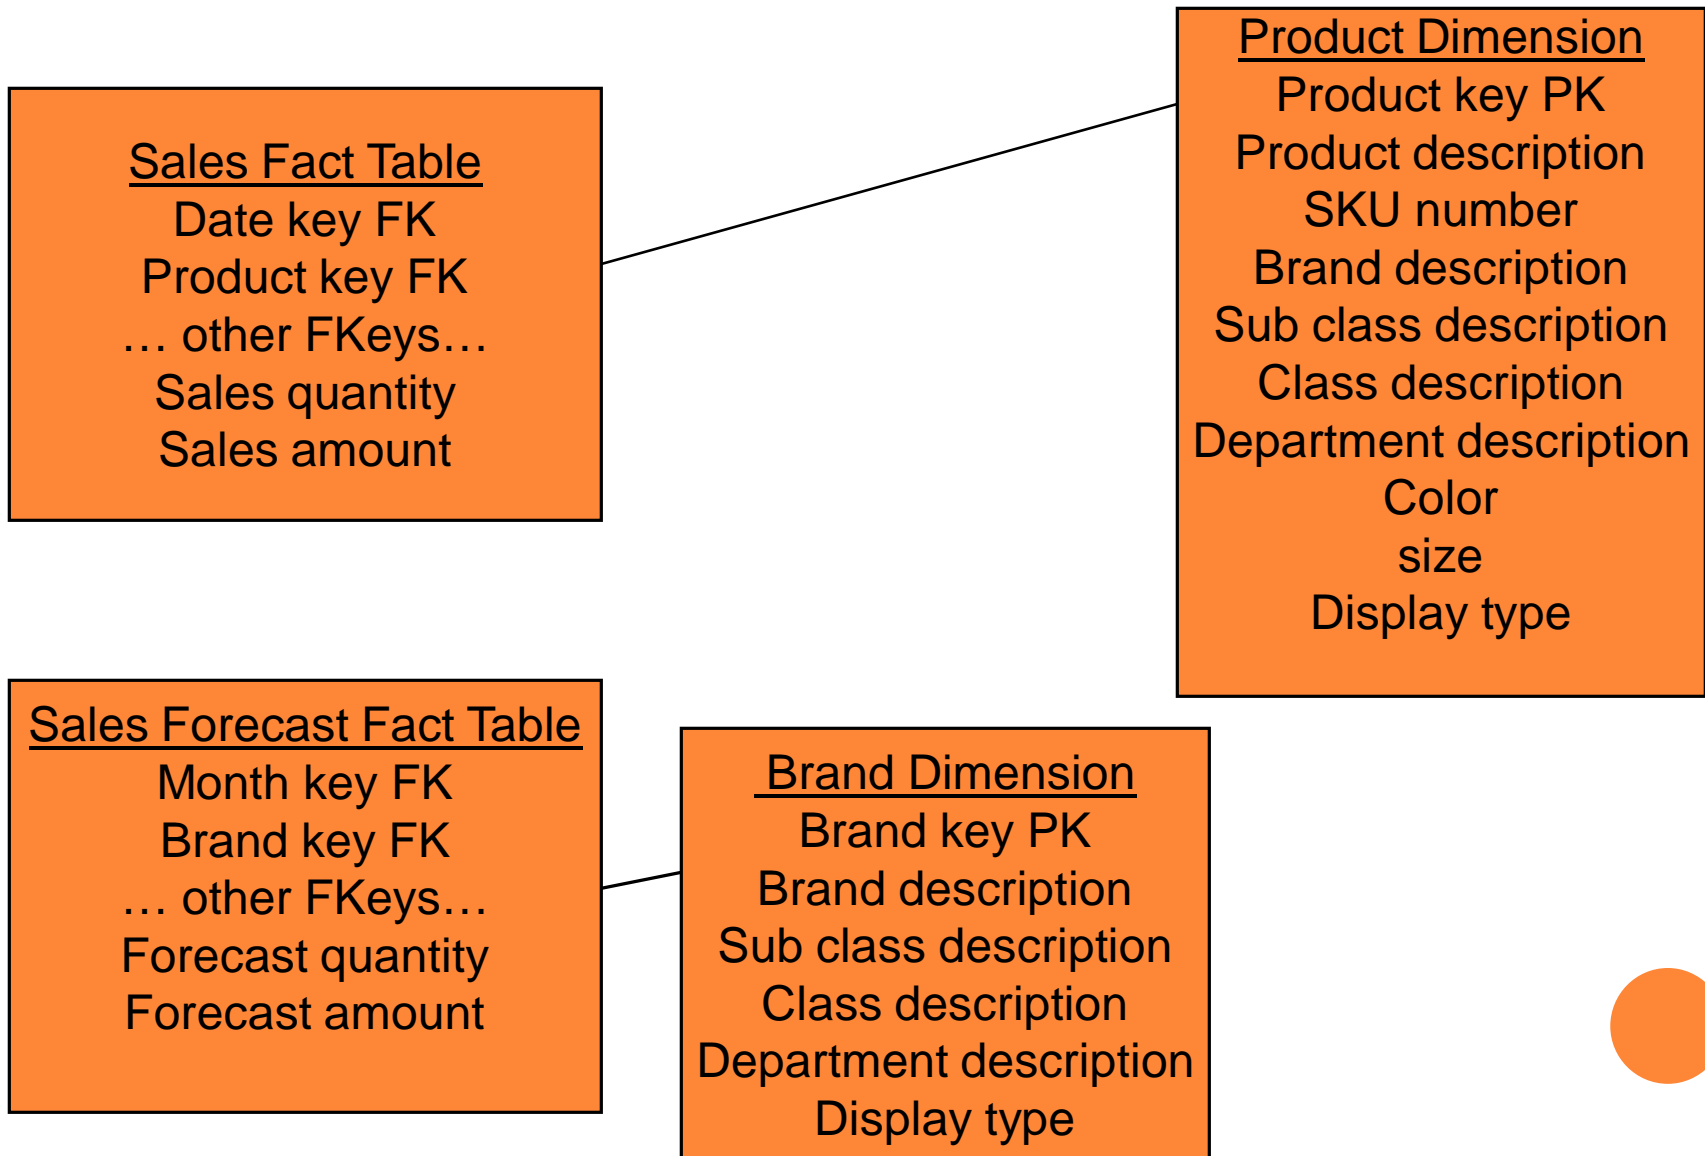 Sales Fact Table
Date key FK
Product key FK
… other FKeys…
Sales quantity
Sales amount
Product Dimension
Product key PK
Product description
SKU number
Brand description
Sub class description
Class description
Department description
Color
size
Display type
Sales Forecast Fact Table
Month key FK
Brand key FK
… other FKeys…
Forecast quantity
Forecast amount
Brand Dimension
Brand key PK
Brand description
Sub class description
Class description
Department description
Display type